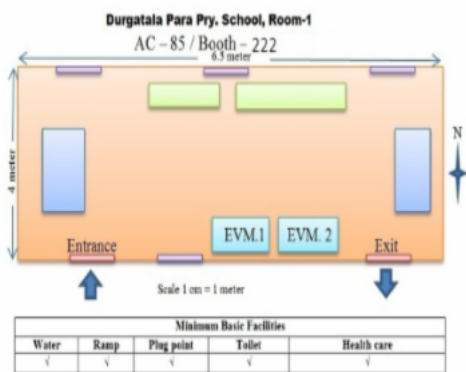 Durgatala Para Pry. School, Room-1
AC – 85 / Booth – 222
6.5 meter
4 meter
N
EVM.1 EVM. 2
Entrance Exit
Scale 1 cm = 1 meter
Minimum Basic Facilities
Water Ramp Plug point Toilet Health care
√ √ √ √ √